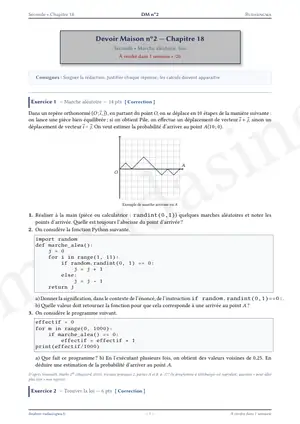 Seconde • Chapitre 18
DM n°2
Devoir Maison n°2 — Chapitre 18
Seconde • Marche aléatoire, lois
À rendre dans 1 semaine • /20
Consignes : Soigner la rédaction. Justifier chaque réponse, les calculs doivent apparaître.
Exercice 1 – Marche aléatoire – 14 pts [ Correction ]
Dans un repère orthonormé (O; i, j), en partant du point O, on se déplace en 10 étapes de la manière suivante :
on lance une pièce bien équilibrée : si on obtient Pile, on effectue un déplacement de vecteur i + j, sinon un
déplacement de vecteur i - j. On veut estimer la probabilité d'arriver au point A(10; 0).
O
A
Exemple de marche arrivant en A
1. Réaliser à la main (pièce ou calculatrice : randint(0,1)) quelques marches aléatoires et noter les
points d'arrivée. Quelle est toujours l'abscisse du point d'arrivée ?
2. On considère la fonction Python suivante.
import random
def marche_alea():
j = 0
for i in range(1, 11):
if random.randint(0, 1) == 0:
j = j + 1
else:
j = j - 1
return j
a) Donner la signification, dans le contexte de l'énoncé, de l'instruction if random.randint(0,1)==0:.
b) Quelle valeur doit retourner la fonction pour que cela corresponde à une arrivée au point A ?
3. On considère le programme suivant.
effectif = 0
for m in range(0, 1000):
if marche_alea() == 0:
effectif = effectif + 1
print(effectif/1000)
a) Que fait ce programme ? b) En l'exécutant plusieurs fois, on obtient des valeurs voisines de 0,25. En
déduire une estimation de la probabilité d'arriver au point A.
Exercice 2 – Trouver la loi – 6 pts [ Correction ]
– 1 –
À rendre dans 1 semaine